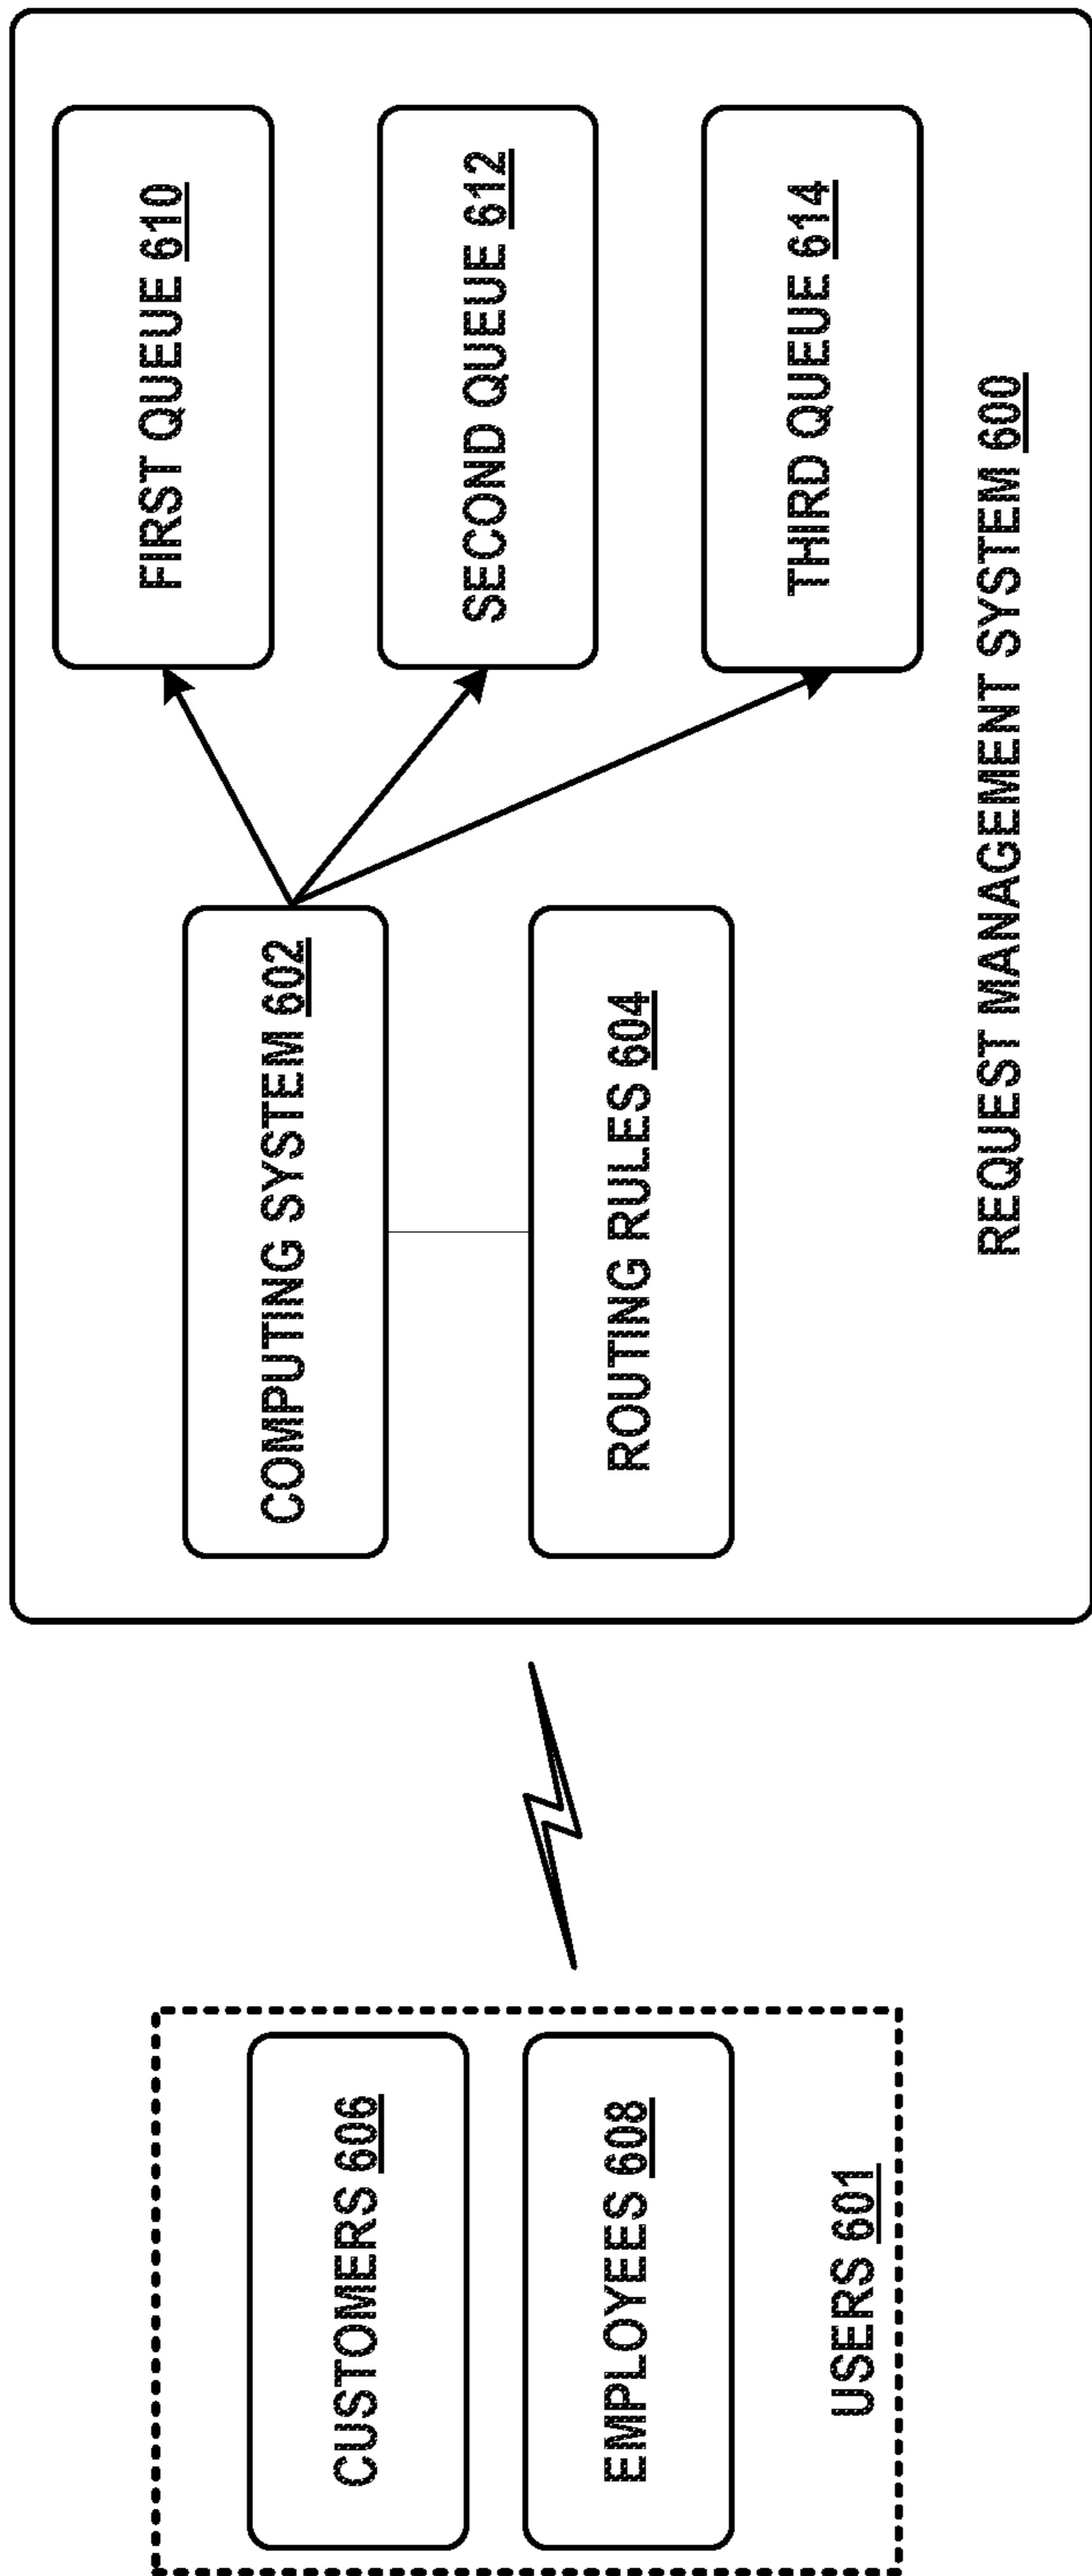 CUSTOMERS 606
EMPLOYEES 608
USERS 601
COMPUTING SYSTEM 602
ROUTING RULES 604
FIRST QUEUE 610
SECOND QUEUE 612
THIRD QUEUE 614
REQUEST MANAGEMENT SYSTEM 600